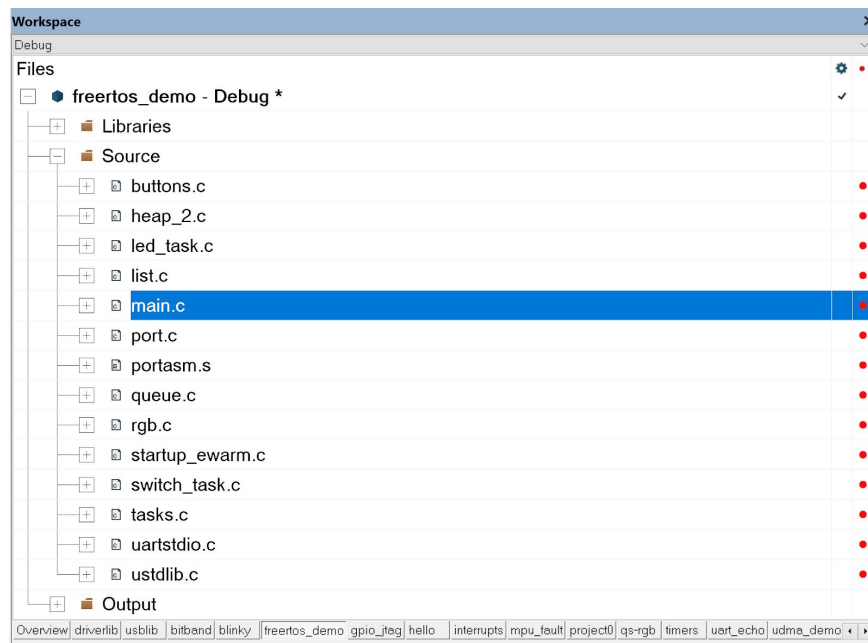 Workspace
Debug
Files
freertos_demo - Debug *
Libraries
Source
buttons.c
heap_2.c
led_task.c
list.c
main.c
port.c
portasm.s
queue.c
rgb.c
startup_ewarm.c
switch_task.c
tasks.c
uartstdio.c
ustdlib.c
Output
Overview driverlib usblib bitband blinky freertos_demo gpio_jtag hello interrupts mpu_fault project0 qs-rgb timers uart_echo udma_demo